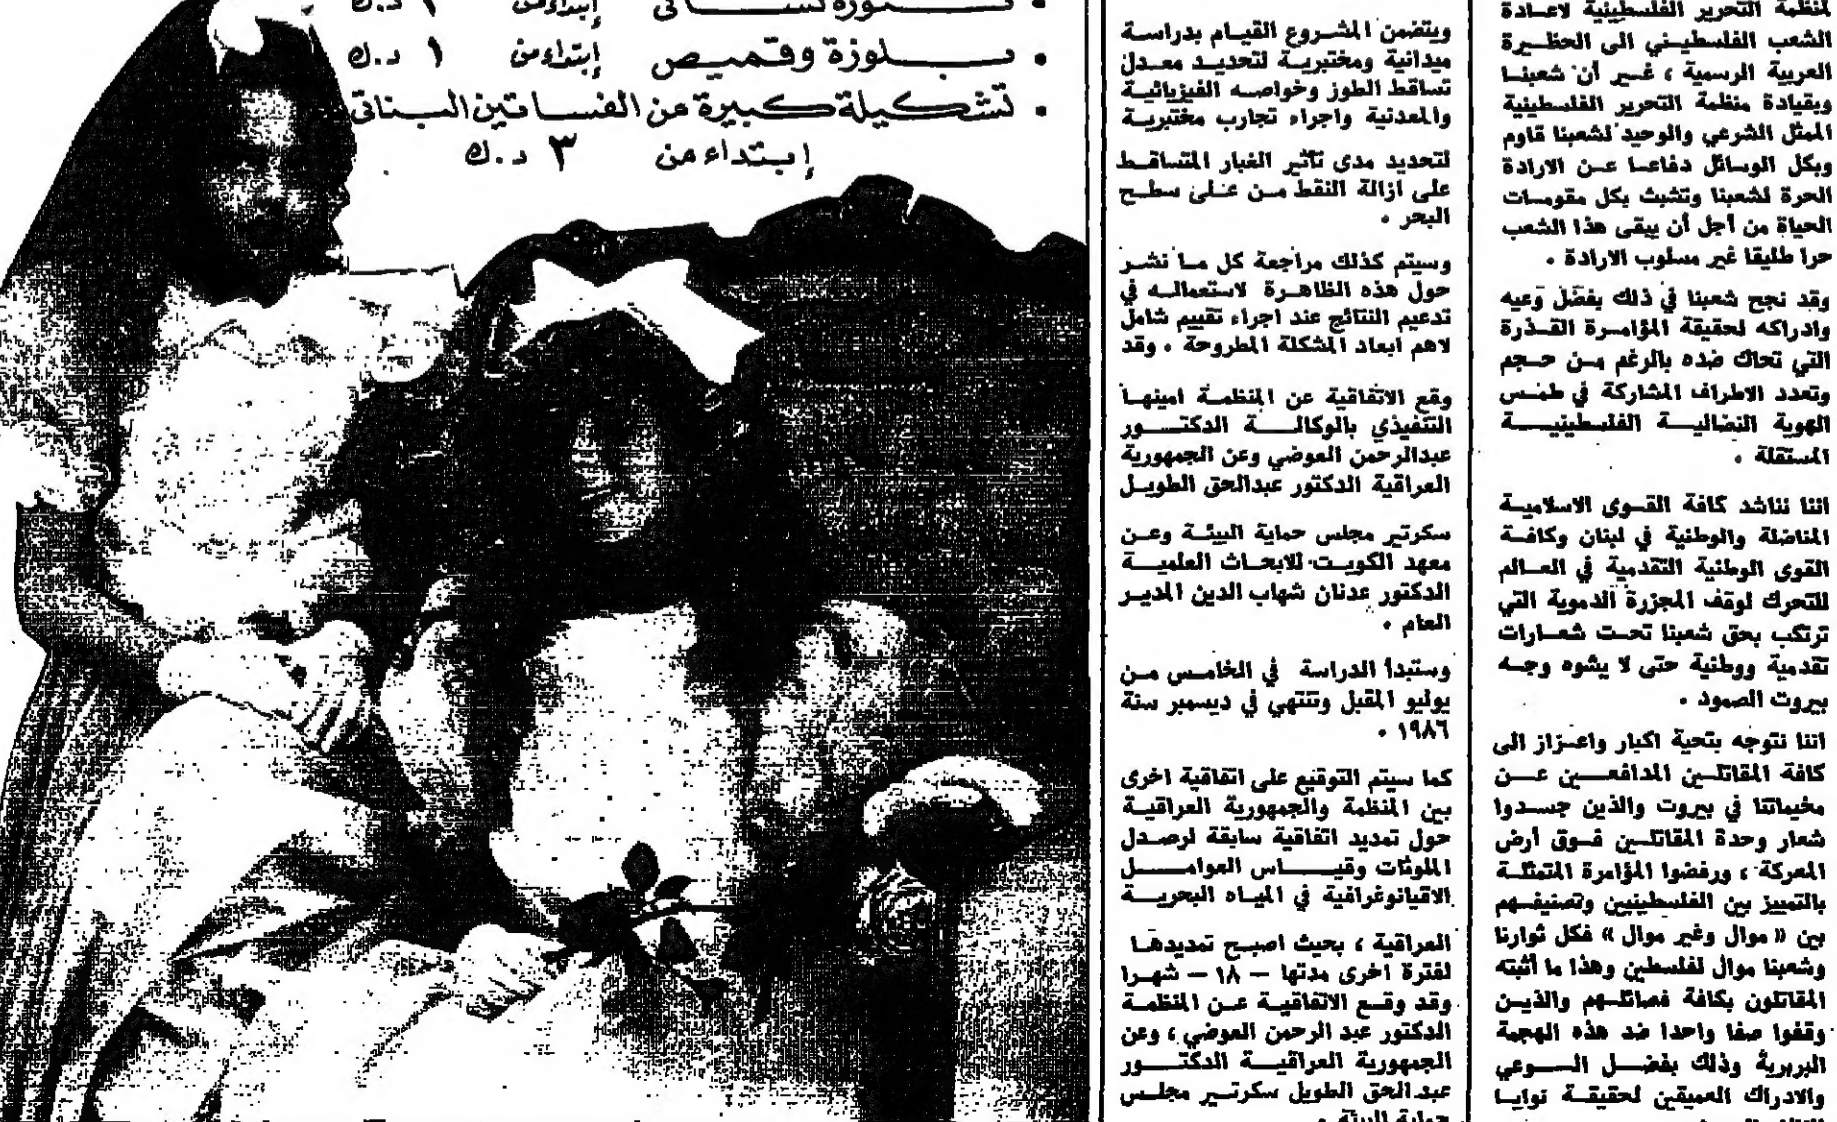 لمنظمة التحرير الفلسطينية لاعادة
الشعب الفلسطيني الى الحظيرة
العربية الرسمية ، غير أن شعبنا
وبقيادة منظمة التحرير الفلسطينية
الممثل الشرعي والوحيد لشعبنا قاوم
وبكل الوسائل دفاعا عن الارادة
الحرة لشعبنا وتشبث بكل مقومات
الحياة من أجل أن يبقى هذا الشعب
حرا طليقا غير مسلوب الارادة .
وقد نجح شعبنا في ذلك بفضل وعيه
وادراكه لحقيقة المؤامرة القذرة
التي تحاك ضده بالرغم من حجم
وتعدد الاطراف المشاركة في طمس
الهوية النضالية الفلسطينية
المستقلة .
اننا نناشد كافة القوى الاسلامية
المناضلة والوطنية في لبنان وكافة
القوى الوطنية التقدمية في العالم
للتحرك لوقف المجزرة الدموية التي
ترتكب بحق شعبنا تحت شعارات
تقدمية ووطنية حتى لا يشوه وجه
بيروت الصمود .
اننا نتوجه بتحية اكبار واعزاز الى
كافة المقاتلين المدافعين عن
مخيماتنا في بيروت والذين جسدوا
شعار وحدة المقاتلين فوق أرض
المعركة ، ورفضوا المؤامرة المتمثلة
بالتمييز بين الفلسطينيين وتصنيفهم
بين « موال وغير موال » فكل ثوارنا
وشعبنا موال لفلسطين وهذا ما أثبته
المقاتلون بكافة فصائلهم والذين
وقفوا صفا واحدا ضد هذه الهجمة
البربرية وذلك بفضل الوعي
والادراك العميقين لحقيقة نوايا
ويتضمن المشروع القيام بدراسة
ميدانية ومختبرية لتحديد معدل
تساقط الطوز وخواصه الفيزيائية
والمعدنية واجراء تجارب مختبرية
لتحديد مدى تأثير الغبار المتساقط
على ازالة النفط من على سطح
البحر .
وسيتم كذلك مراجعة كل ما نشر
حول هذه الظاهرة لاستعماله في
تدعيم النتائج عند اجراء تقييم شامل
لاهم ابعاد المشكلة المطروحة . وقد
وقع الاتفاقية عن المنظمة امينها
التنفيذي بالوكالة الدكتور
عبدالرحمن العوضي وعن الجمهورية
العراقية الدكتور عبدالحق الطويل
سكرتير مجلس حماية البيئة وعن
معهد الكويت للابحاث العلمية
الدكتور عدنان شهاب الدين المدير
العام .
وستبدأ الدراسة في الخامس من
يوليو المقبل وتنتهي في ديسمبر سنة
١٩٨٦ .
كما سيتم التوقيع على اتفاقية اخرى
بين المنظمة والجمهورية العراقية
حول تمديد اتفاقية سابقة لرصدل
الملوثات وقياس العوامل
الاقيانوغرافية في المياه البحرية
العراقية ، بحيث اصبح تمديدها
لفترة اخرى مدتها — ١٨ — شهرا
وقد وقع الاتفاقية عن المنظمة
الدكتور عبد الرحمن العوضي ، وعن
الجمهورية العراقية الدكتور
عبد الحق الطويل سكرتير مجلس
حماية البيئة .
• تنورة نسائي إبتداء من ١ د.ك
• بلوزة وقميص إبتداء من ١ د.ك
• تشكيلة كبيرة من الفساتين البناتي
إبتداء من ٣ د.ك